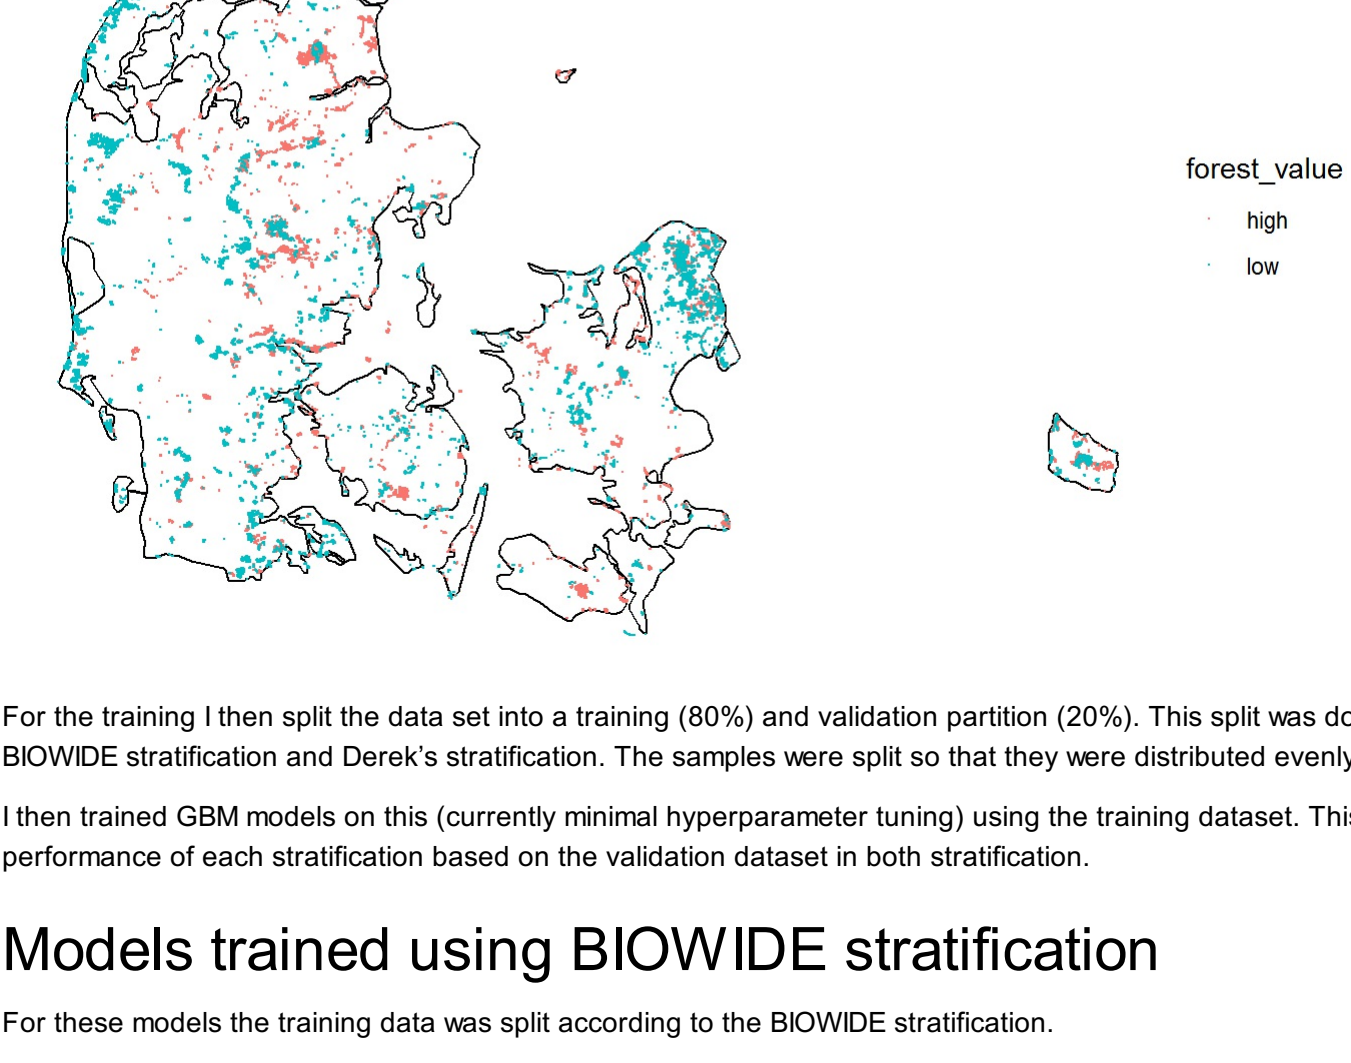 forest_value
high
low
For the training I then split the data set into a training (80%) and validation partition (20%). This split was do
BIOWIDE stratification and Derek’s stratification. The samples were split so that they were distributed evenly
I then trained GBM models on this (currently minimal hyperparameter tuning) using the training dataset. This
performance of each stratification based on the validation dataset in both stratification.
Models trained using BIOWIDE stratification
For these models the training data was split according to the BIOWIDE stratification.